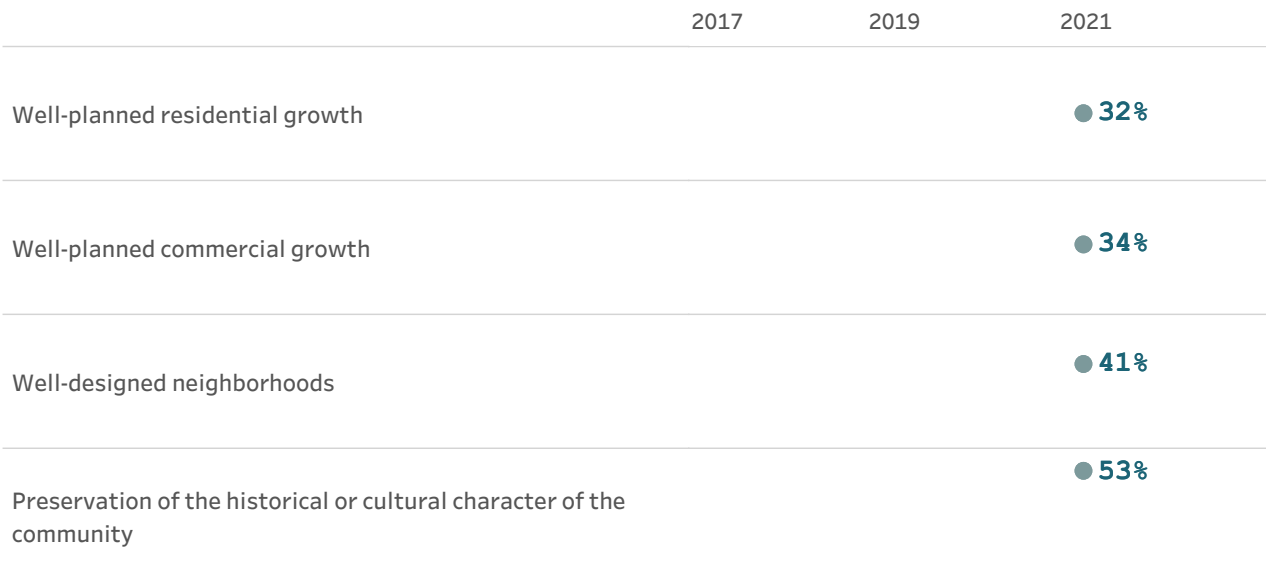 2017 2019 2021
Well-planned residential growth 32%
Well-planned commercial growth 34%
Well-designed neighborhoods 41%
53%
Preservation of the historical or cultural character of the
community